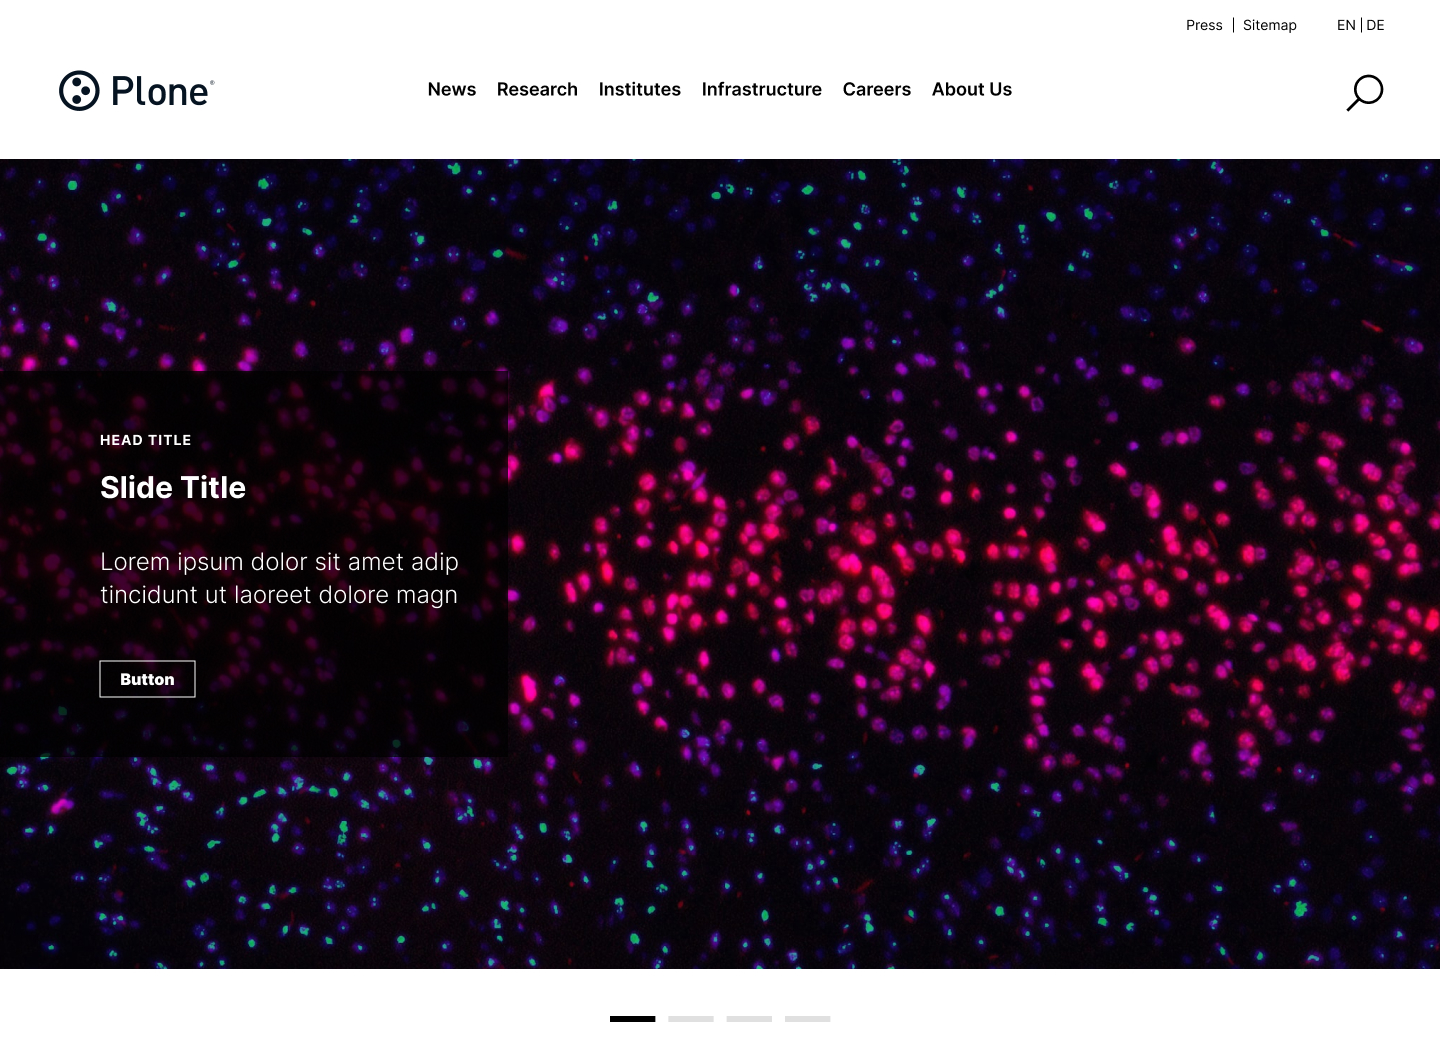 Press | Sitemap EN | DE
Plone®
News Research Institutes Infrastructure Careers About Us
HEAD TITLE
Slide Title
Lorem ipsum dolor sit amet adip
tincidunt ut laoreet dolore magn
Button